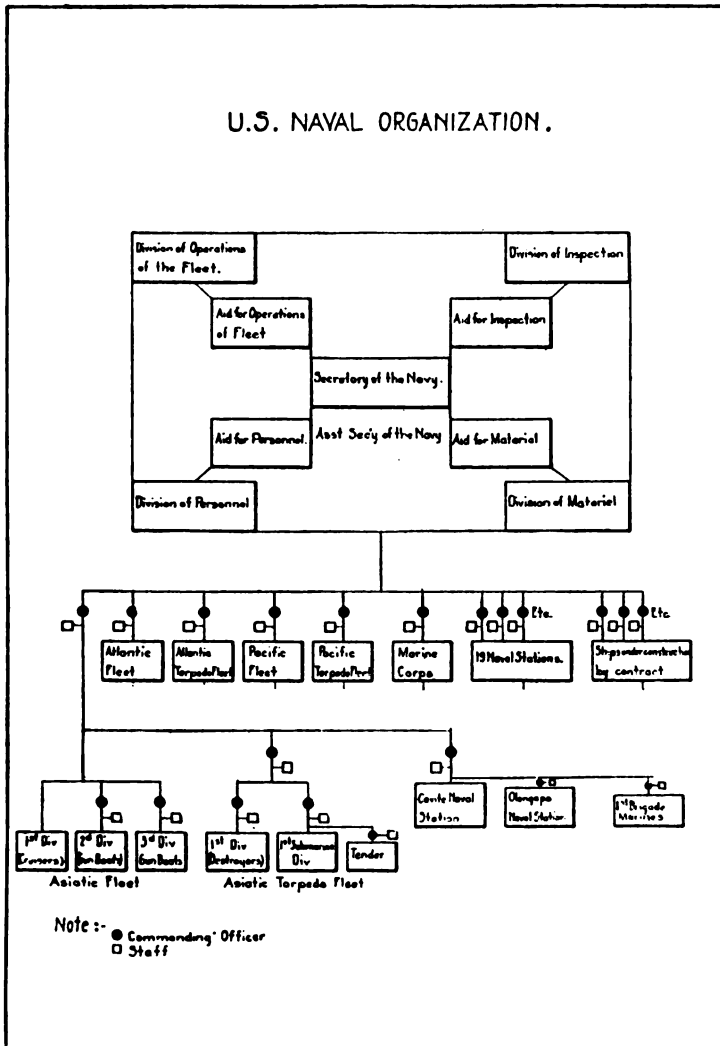 U.S. NAVAL ORGANIZATION.
Division of Operations
of the Fleet.
Division of Inspection
Aid for Operations
of Fleet
Aid for Inspection
Secretary of the Navy.
Aid for Personnel.
Asst Sec'y of the Navy
Aid for Material
Division of Personnel
Division of Material
Etc.
Etc
Atlantic
Fleet
Atlantic
Torpedo Fleet
Pacific
Fleet
Pacific
Torpedo Fleet
Marine
Corps
19 Naval Stations.
Ships under construction
by contract
1st Div
(Cruisers)
2d Div
(Gun Boats)
3d Div
(Gun Boats)
1st Div
(Destroyers)
1st Submarine
Div
Tender
Cavite Naval
Station
Olongapo
Naval Station
1st Brigade
Marines
Asiatic Fleet
Asiatic Torpedo Fleet
Note :-
Commanding Officer
Staff